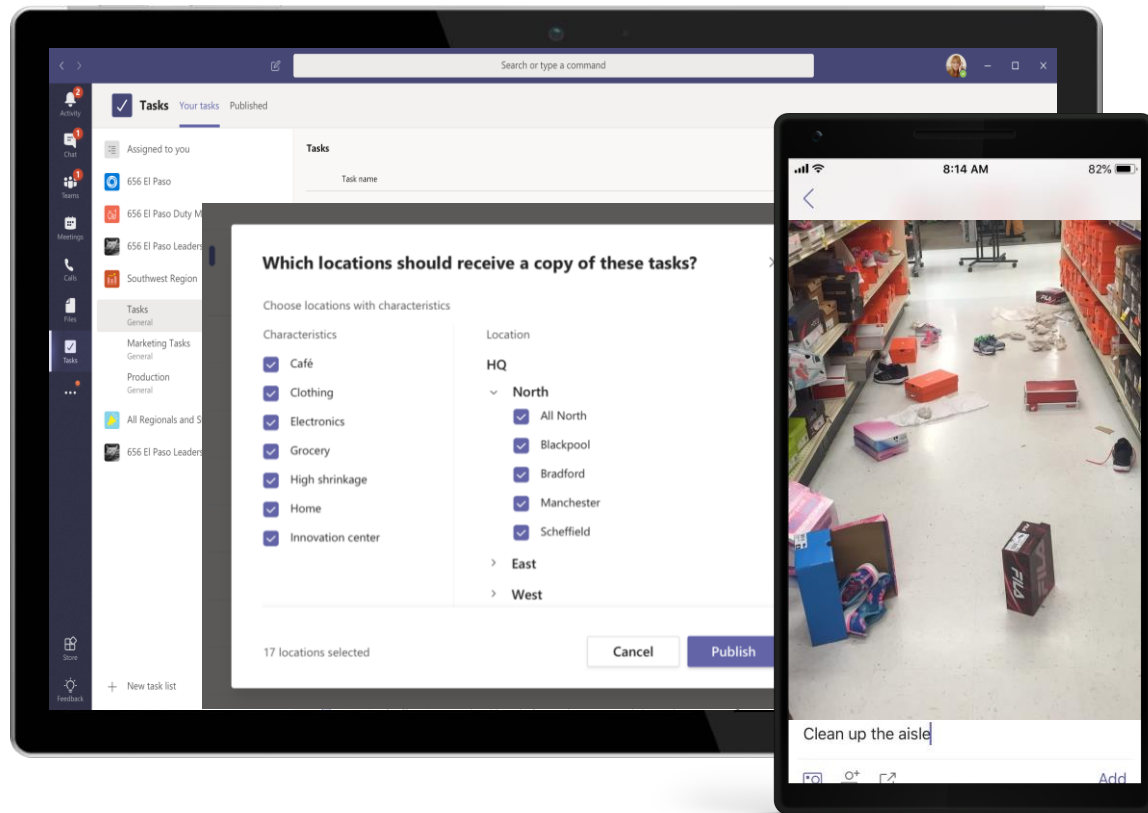 Search or type a command
2
Activity
Tasks Your tasks Published
1
Chat
Assigned to you
Tasks
1
Teams
656 El Paso
Task name
Meetings
656 El Paso Duty M
Calls
656 El Paso Leaders
Files
Southwest Region
Tasks
General
Tasks
Marketing Tasks
General
Production
General
All Regionals and S
656 El Paso Leaders
Store
Feedback
+ New task list
Which locations should receive a copy of these tasks?
Choose locations with characteristics
Characteristics
Café
Clothing
Electronics
Grocery
High shrinkage
Home
Innovation center
Location
HQ
North
All North
Blackpool
Bradford
Manchester
Scheffield
East
West
17 locations selected
Cancel
Publish
8:14 AM
82%
FILA
FILA
Clean up the aisle
Add